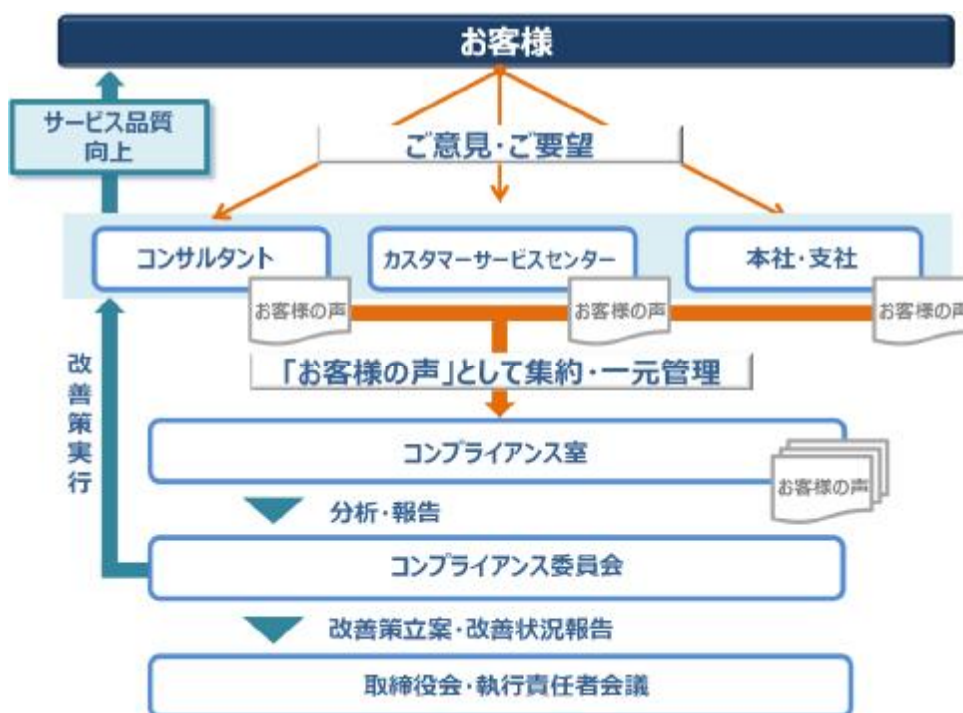 お客様
サービス品質
向上
ご意見・ご要望
コンサルタント
カスタマーサービスセンター
本社・支社
お客様の声
お客様の声
お客様の声
「お客様の声」として集約・一元管理
改善策実行
コンプライアンス室
お客様の声
分析・報告
コンプライアンス委員会
改善策立案・改善状況報告
取締役会・執行責任者会議